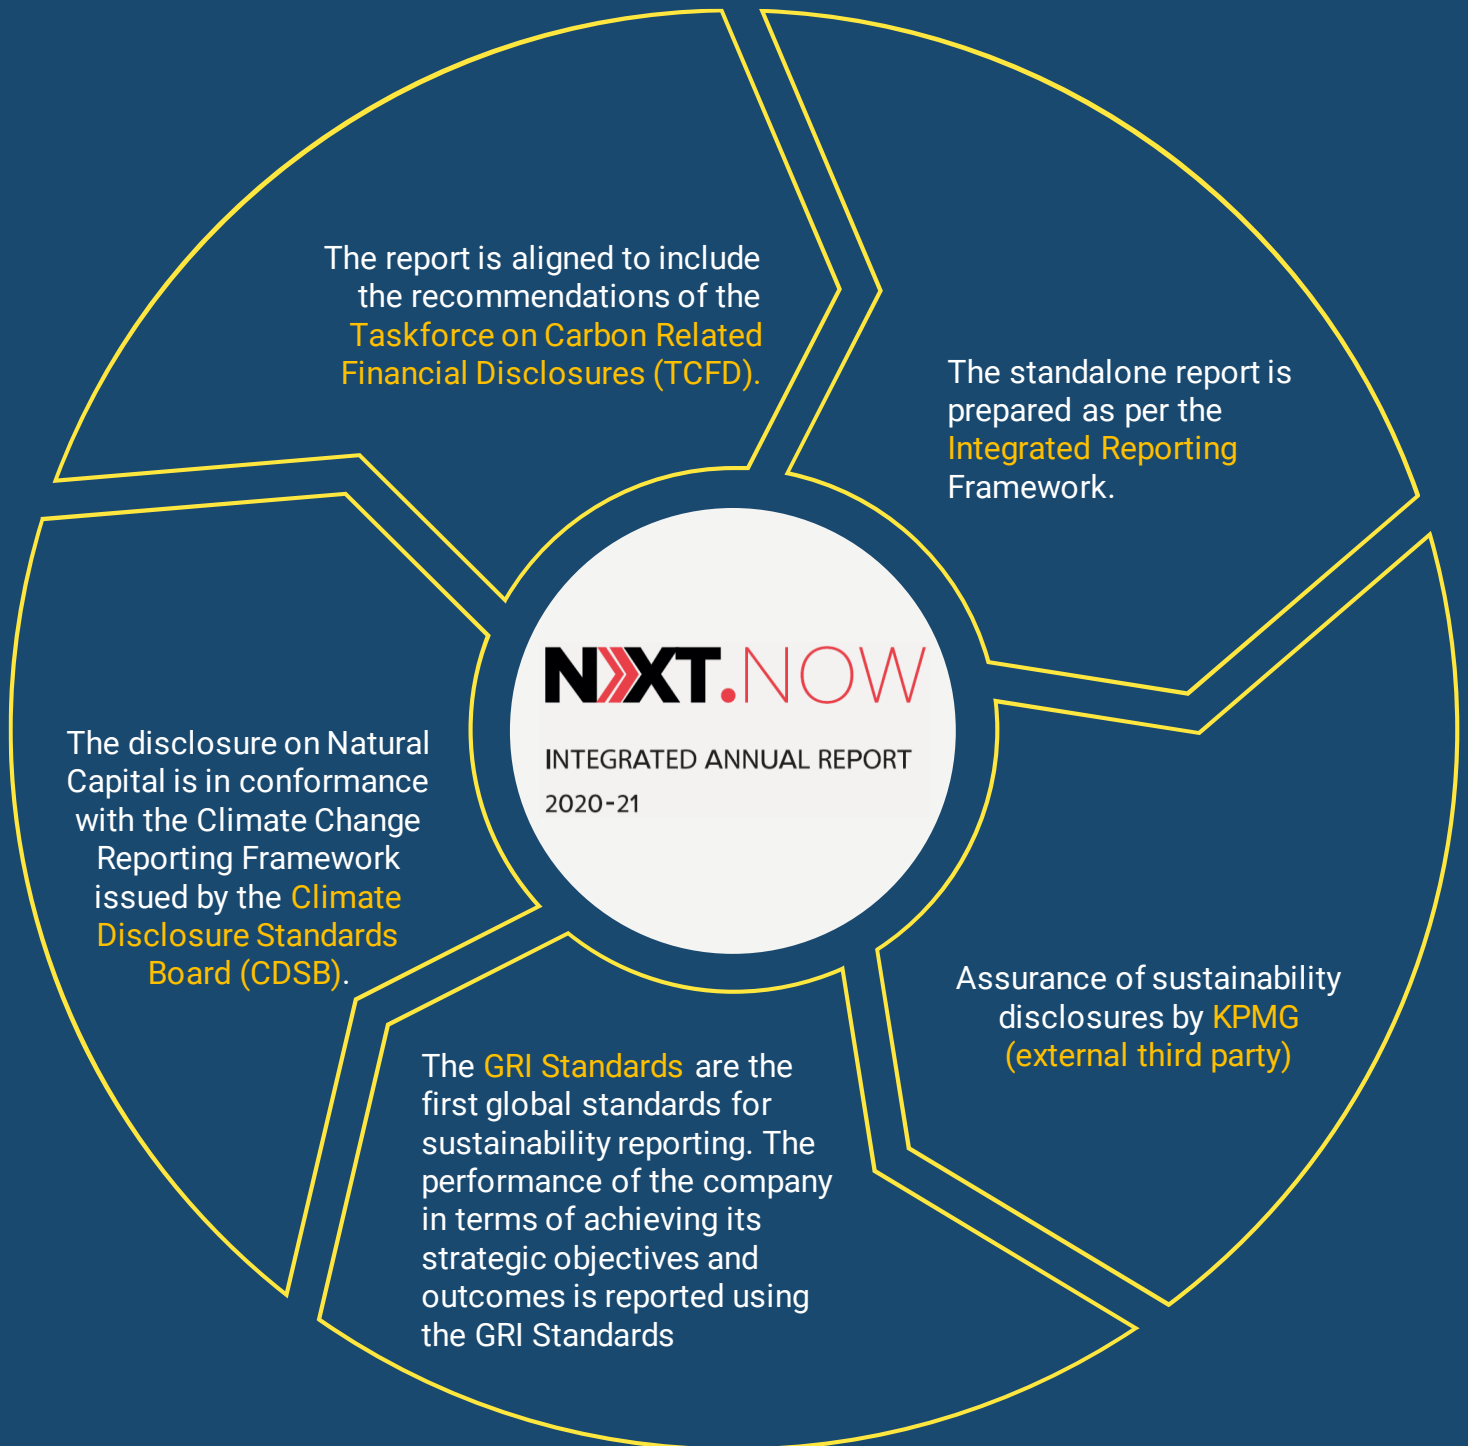 The report is aligned to include
the recommendations of the
Taskforce on Carbon Related
Financial Disclosures (TCFD).
The standalone report is
prepared as per the
Integrated Reporting
Framework.
NXT.NOW
INTEGRATED ANNUAL REPORT
2020-21
The disclosure on Natural
Capital is in conformance
with the Climate Change
Reporting Framework
issued by the Climate
Disclosure Standards
Board (CDSB).
Assurance of sustainability
disclosures by KPMG
(external third party)
The GRI Standards are the
first global standards for
sustainability reporting. The
performance of the company
in terms of achieving its
strategic objectives and
outcomes is reported using
the GRI Standards